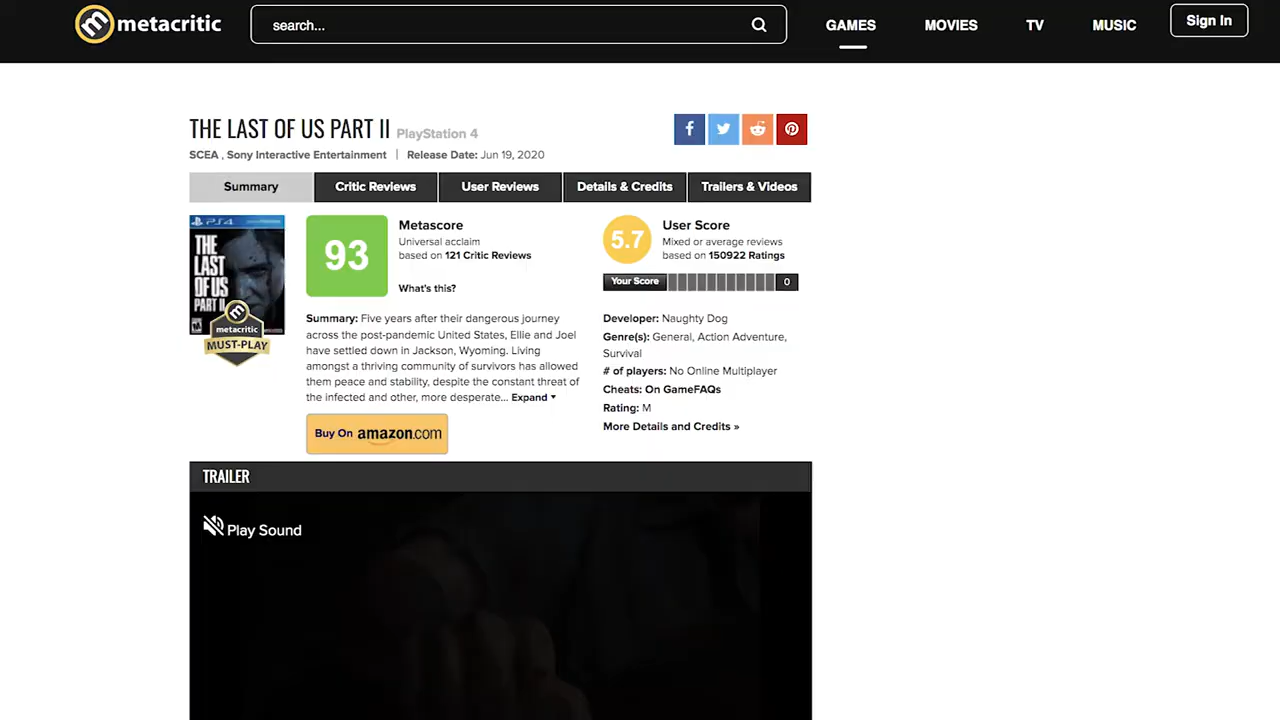 metacritic
search...
GAMES
MOVIES
TV
MUSIC
Sign In
THE LAST OF US PART II PlayStation 4
SCEA , Sony Interactive Entertainment | Release Date: Jun 19, 2020
f
Summary
Critic Reviews
User Reviews
Details & Credits
Trailers & Videos
PS4
THE
LAST
OF US
PART II
metacritic
MUST-PLAY
93
Metascore
Universal acclaim
based on 121 Critic Reviews
What's this?
5.7
User Score
Mixed or average reviews
based on 150922 Ratings
Your Score
0
Summary: Five years after their dangerous journey
across the post-pandemic United States, Ellie and Joel
have settled down in Jackson, Wyoming. Living
amongst a thriving community of survivors has allowed
them peace and stability, despite the constant threat of
the infected and other, more desperate... Expand
Buy On amazon.com
Developer: Naughty Dog
Genre(s): General, Action Adventure,
Survival
# of players: No Online Multiplayer
Cheats: On GameFAQs
Rating: M
More Details and Credits »
TRAILER
Play Sound